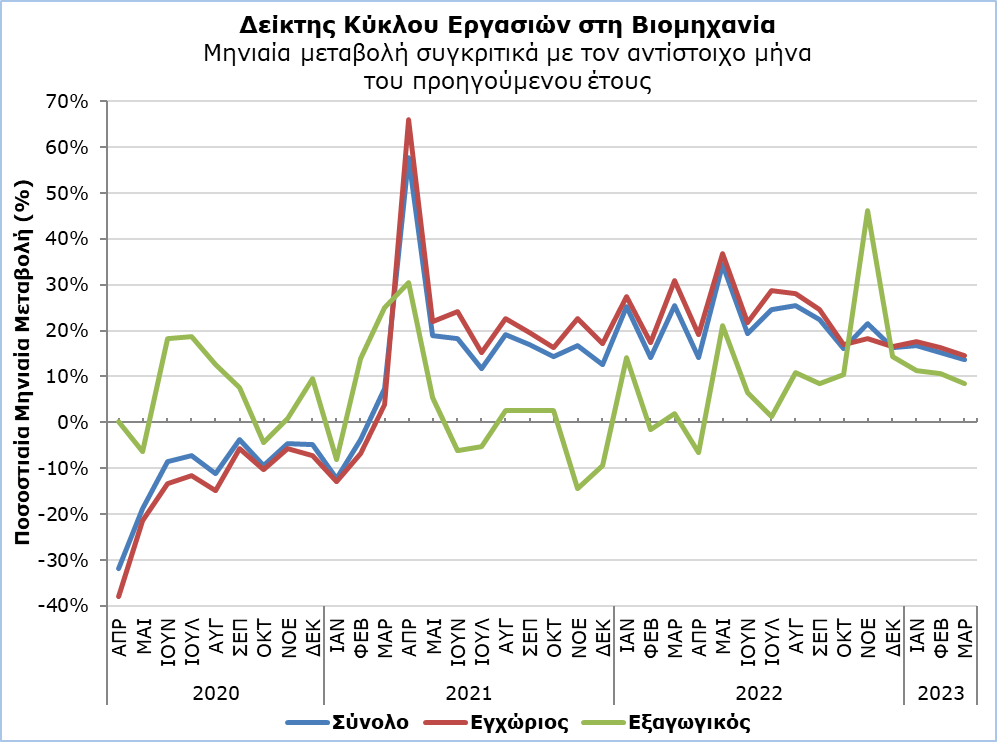 Δείκτης Κύκλου Εργασιών στη Βιομηχανία
Μηνιαία μεταβολή συγκριτικά με τον αντίστοιχο μήνα
του προηγούμενου έτους
Ποσοστιαία Μηνιαία Μεταβολή (%)
70%
60%
50%
40%
30%
20%
10%
0%
-10%
-20%
-30%
-40%
ΑΠΡ ΜΑΙ ΙΟΥΝ ΙΟΥΛ ΑΥΓ ΣΕΠ ΟΚΤ ΝΟΕ ΔΕΚ ΙΑΝ ΦΕΒ ΜΑΡ ΑΠΡ ΜΑΙ ΙΟΥΝ ΙΟΥΛ ΑΥΓ ΣΕΠ ΟΚΤ ΝΟΕ ΔΕΚ ΙΑΝ ΦΕΒ ΜΑΡ ΑΠΡ ΜΑΙ ΙΟΥΝ ΙΟΥΛ ΑΥΓ ΣΕΠ ΟΚΤ ΝΟΕ ΔΕΚ ΙΑΝ ΦΕΒ ΜΑΡ
2020 2021 2022 2023
Σύνολο Εγχώριος Εξαγωγικός